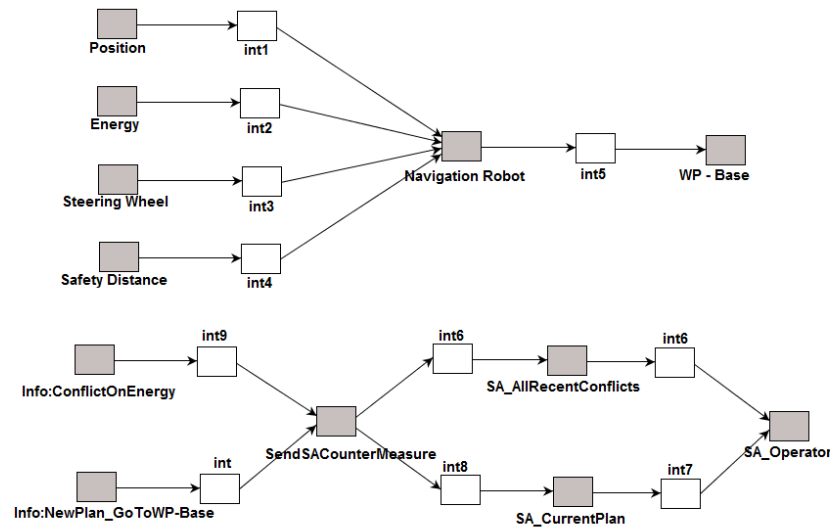 Position
int1
Energy
int2
Steering Wheel
int3
Safety Distance
int4
Navigation Robot
int5
WP - Base
Info:ConflictOnEnergy
int9
int6
SA_AllRecentConflicts
int6
SendSACounterMeasure
SA_Operator
Info:NewPlan_GoToWP-Base
int
int8
SA_CurrentPlan
int7